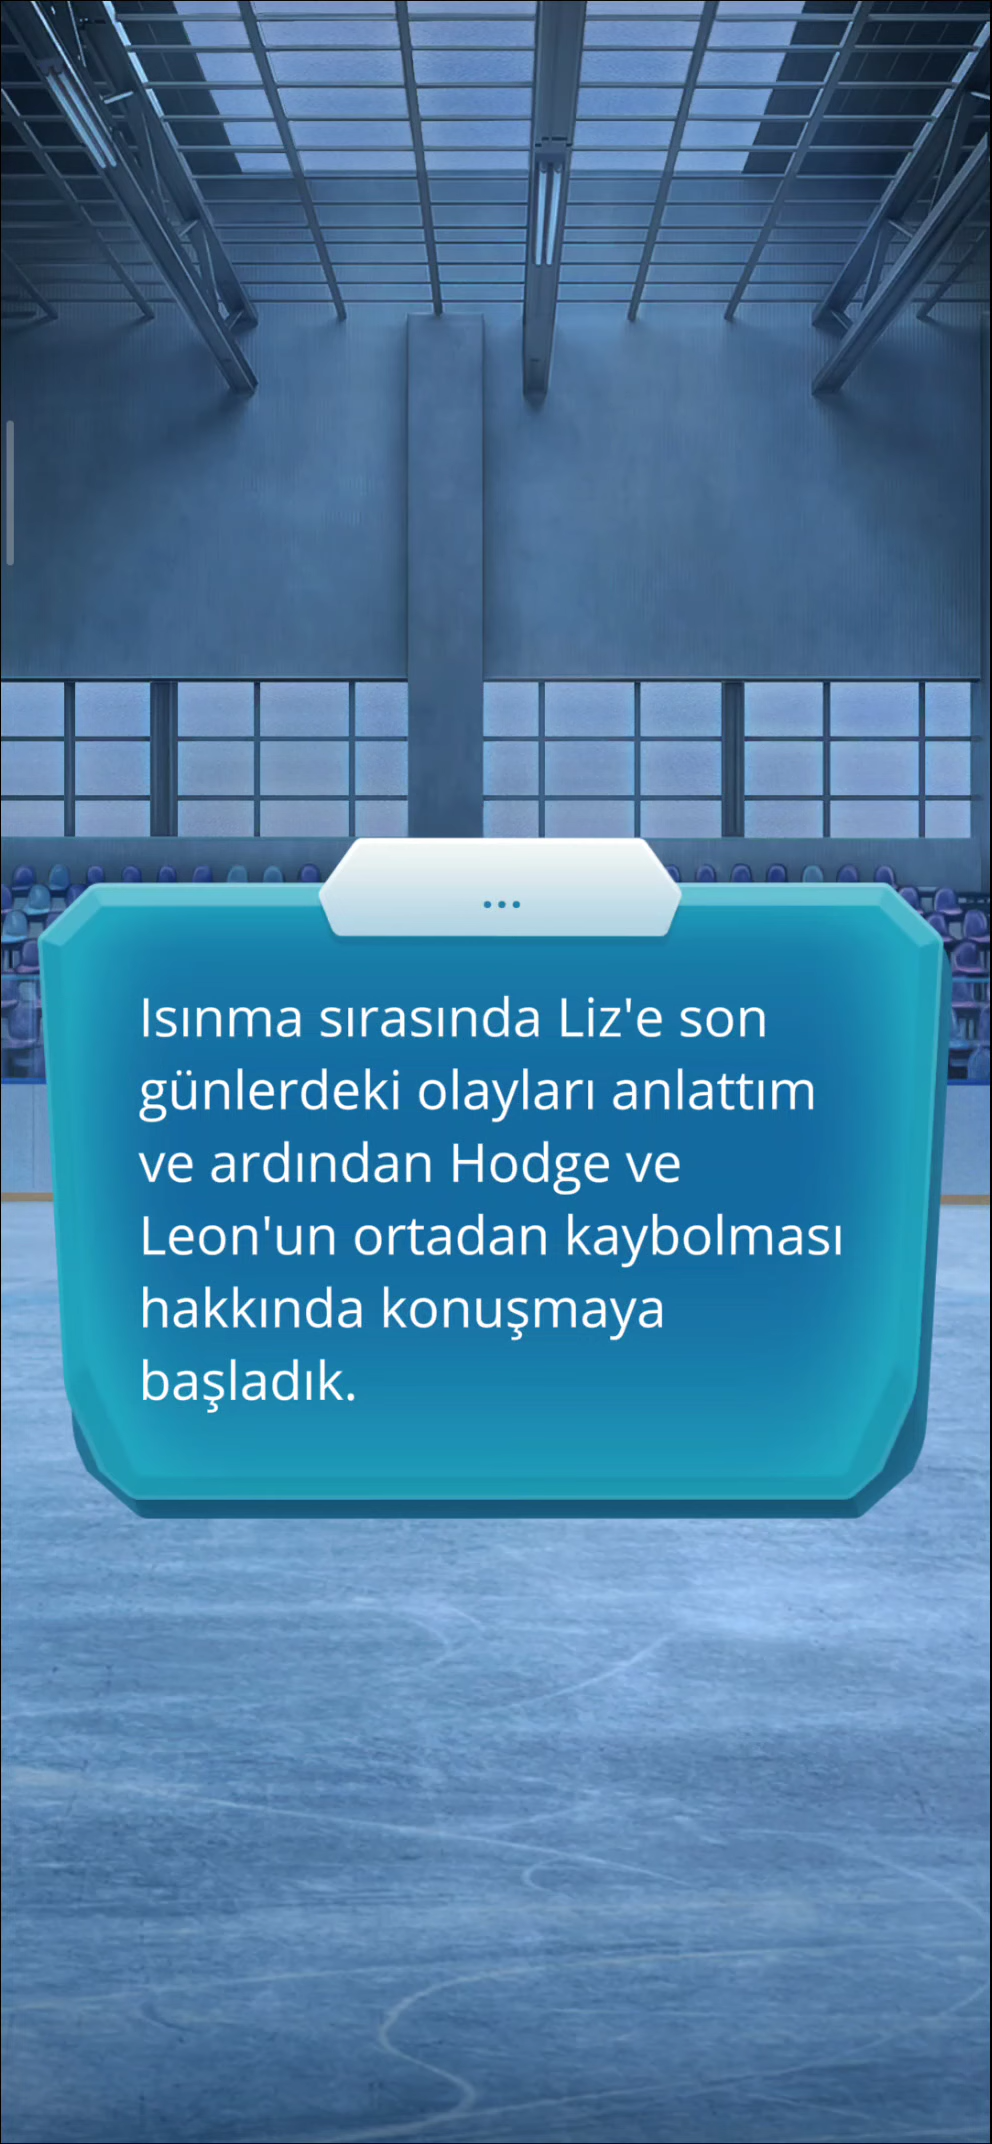 ...
Isınma sırasında Liz'e son
günlerdeki olayları anlattım
ve ardından Hodge ve
Leon'un ortadan kaybolması
hakkında konuşmaya
başladık.